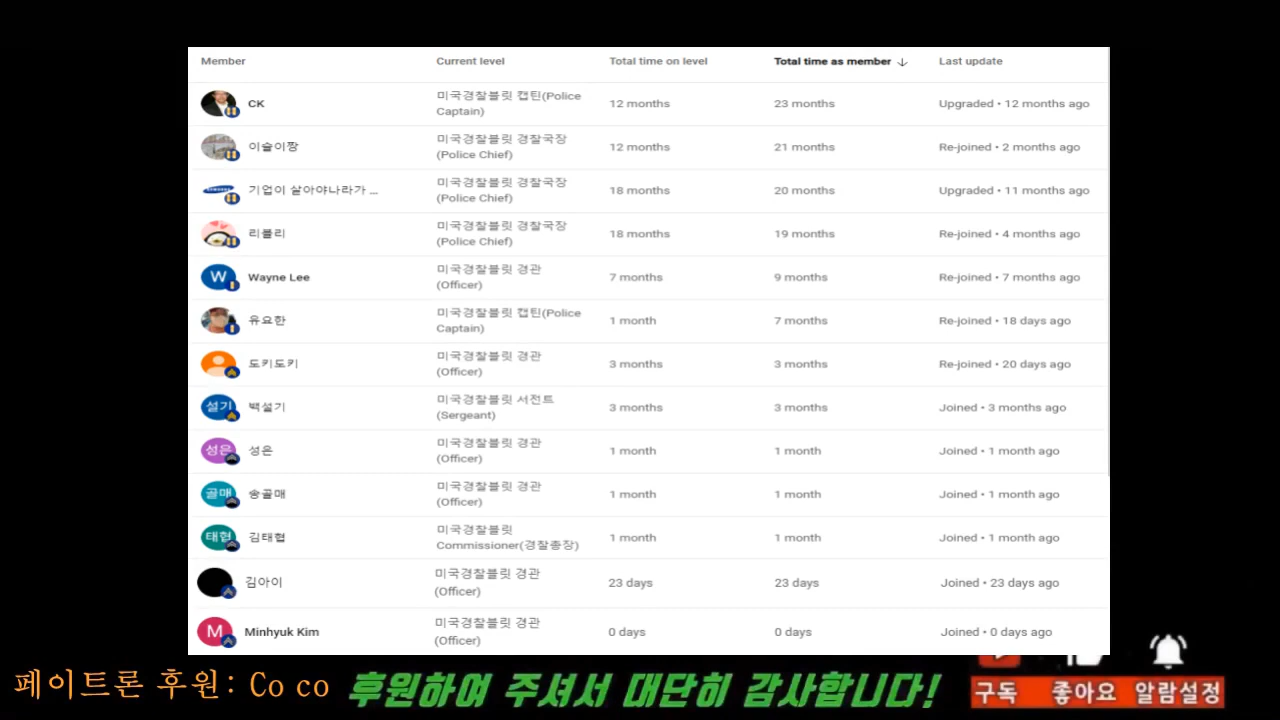 Member Current level Total time on level Total time as member ↓ Last update
CK 미국경찰블릿 캡틴(Police 12 months 23 months Upgraded • 12 months ago
Captain)
이슬이짱 미국경찰블릿 경찰국장 12 months 21 months Re-joined • 2 months ago
(Police Chief)
SAMSUNG 기업이 살아야나라가 ... 미국경찰블릿 경찰국장 18 months 20 months Upgraded • 11 months ago
(Police Chief)
리블리 미국경찰블릿 경찰국장 18 months 19 months Re-joined • 4 months ago
(Police Chief)
W Wayne Lee 미국경찰블릿 경관 7 months 9 months Re-joined • 7 months ago
(Officer)
유요한 미국경찰블릿 캡틴(Police 1 month 7 months Re-joined • 18 days ago
Captain)
도키도키 미국경찰블릿 경관 3 months 3 months Re-joined • 20 days ago
(Officer)
설기 백설기 미국경찰블릿 서전트 3 months 3 months Joined • 3 months ago
(Sergeant)
성은 성은 미국경찰블릿 경관 1 month 1 month Joined • 1 month ago
(Officer)
골매 송골매 미국경찰블릿 경관 1 month 1 month Joined • 1 month ago
(Officer)
태협 김태협 미국경찰블릿 1 month 1 month Joined • 1 month ago
Commissioner(경찰총장)
김아이 미국경찰블릿 경관 23 days 23 days Joined • 23 days ago
(Officer)
M Minhyuk Kim 미국경찰블릿 경관 0 days 0 days Joined • 0 days ago
(Officer)
페이트론 후원: Co co 후원하여 주셔서 대단히 감사합니다! 구독 좋아요 알람설정